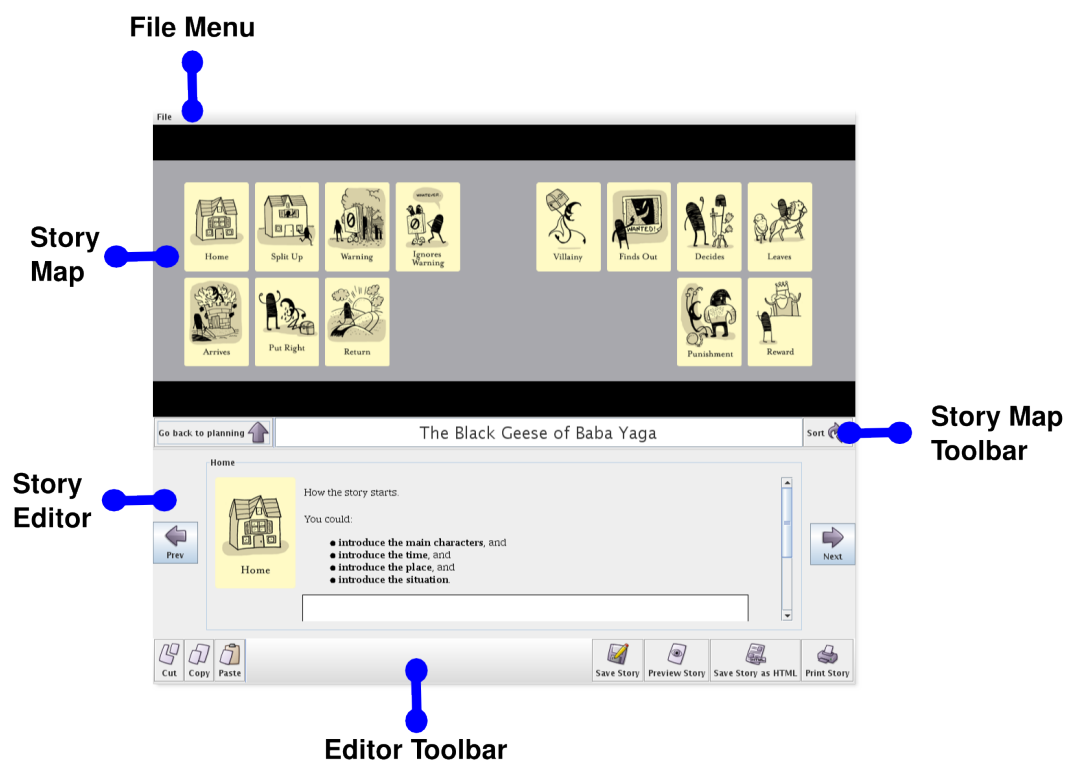 File Menu
File
WHATEVER
WANTED!
Home
Split Up
Warning
Ignores
Warning
Villainy
Finds Out
Decides
Leaves
Story
Map
Arrives
Put Right
Return
Punishment
Reward
Go back to planning
The Black Geese of Baba Yaga
Sort
Story Map
Toolbar
Home
Story
Editor
How the story starts.
You could:
● introduce the main characters, and
● introduce the time, and
● introduce the place, and
● introduce the situation.
Home
Prev
Next
Cut
Copy
Paste
Save Story
Preview Story
Save Story as HTML
Print Story
Editor Toolbar